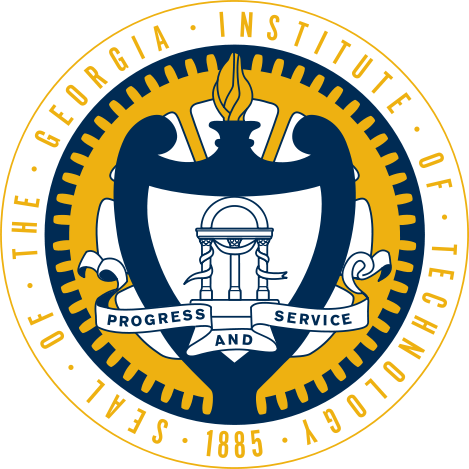 SEAL · OF · THE · GEORGIA · INSTITUTE · OF · TECHNOLOGY
· 1885 ·
PROGRESS
AND
SERVICE